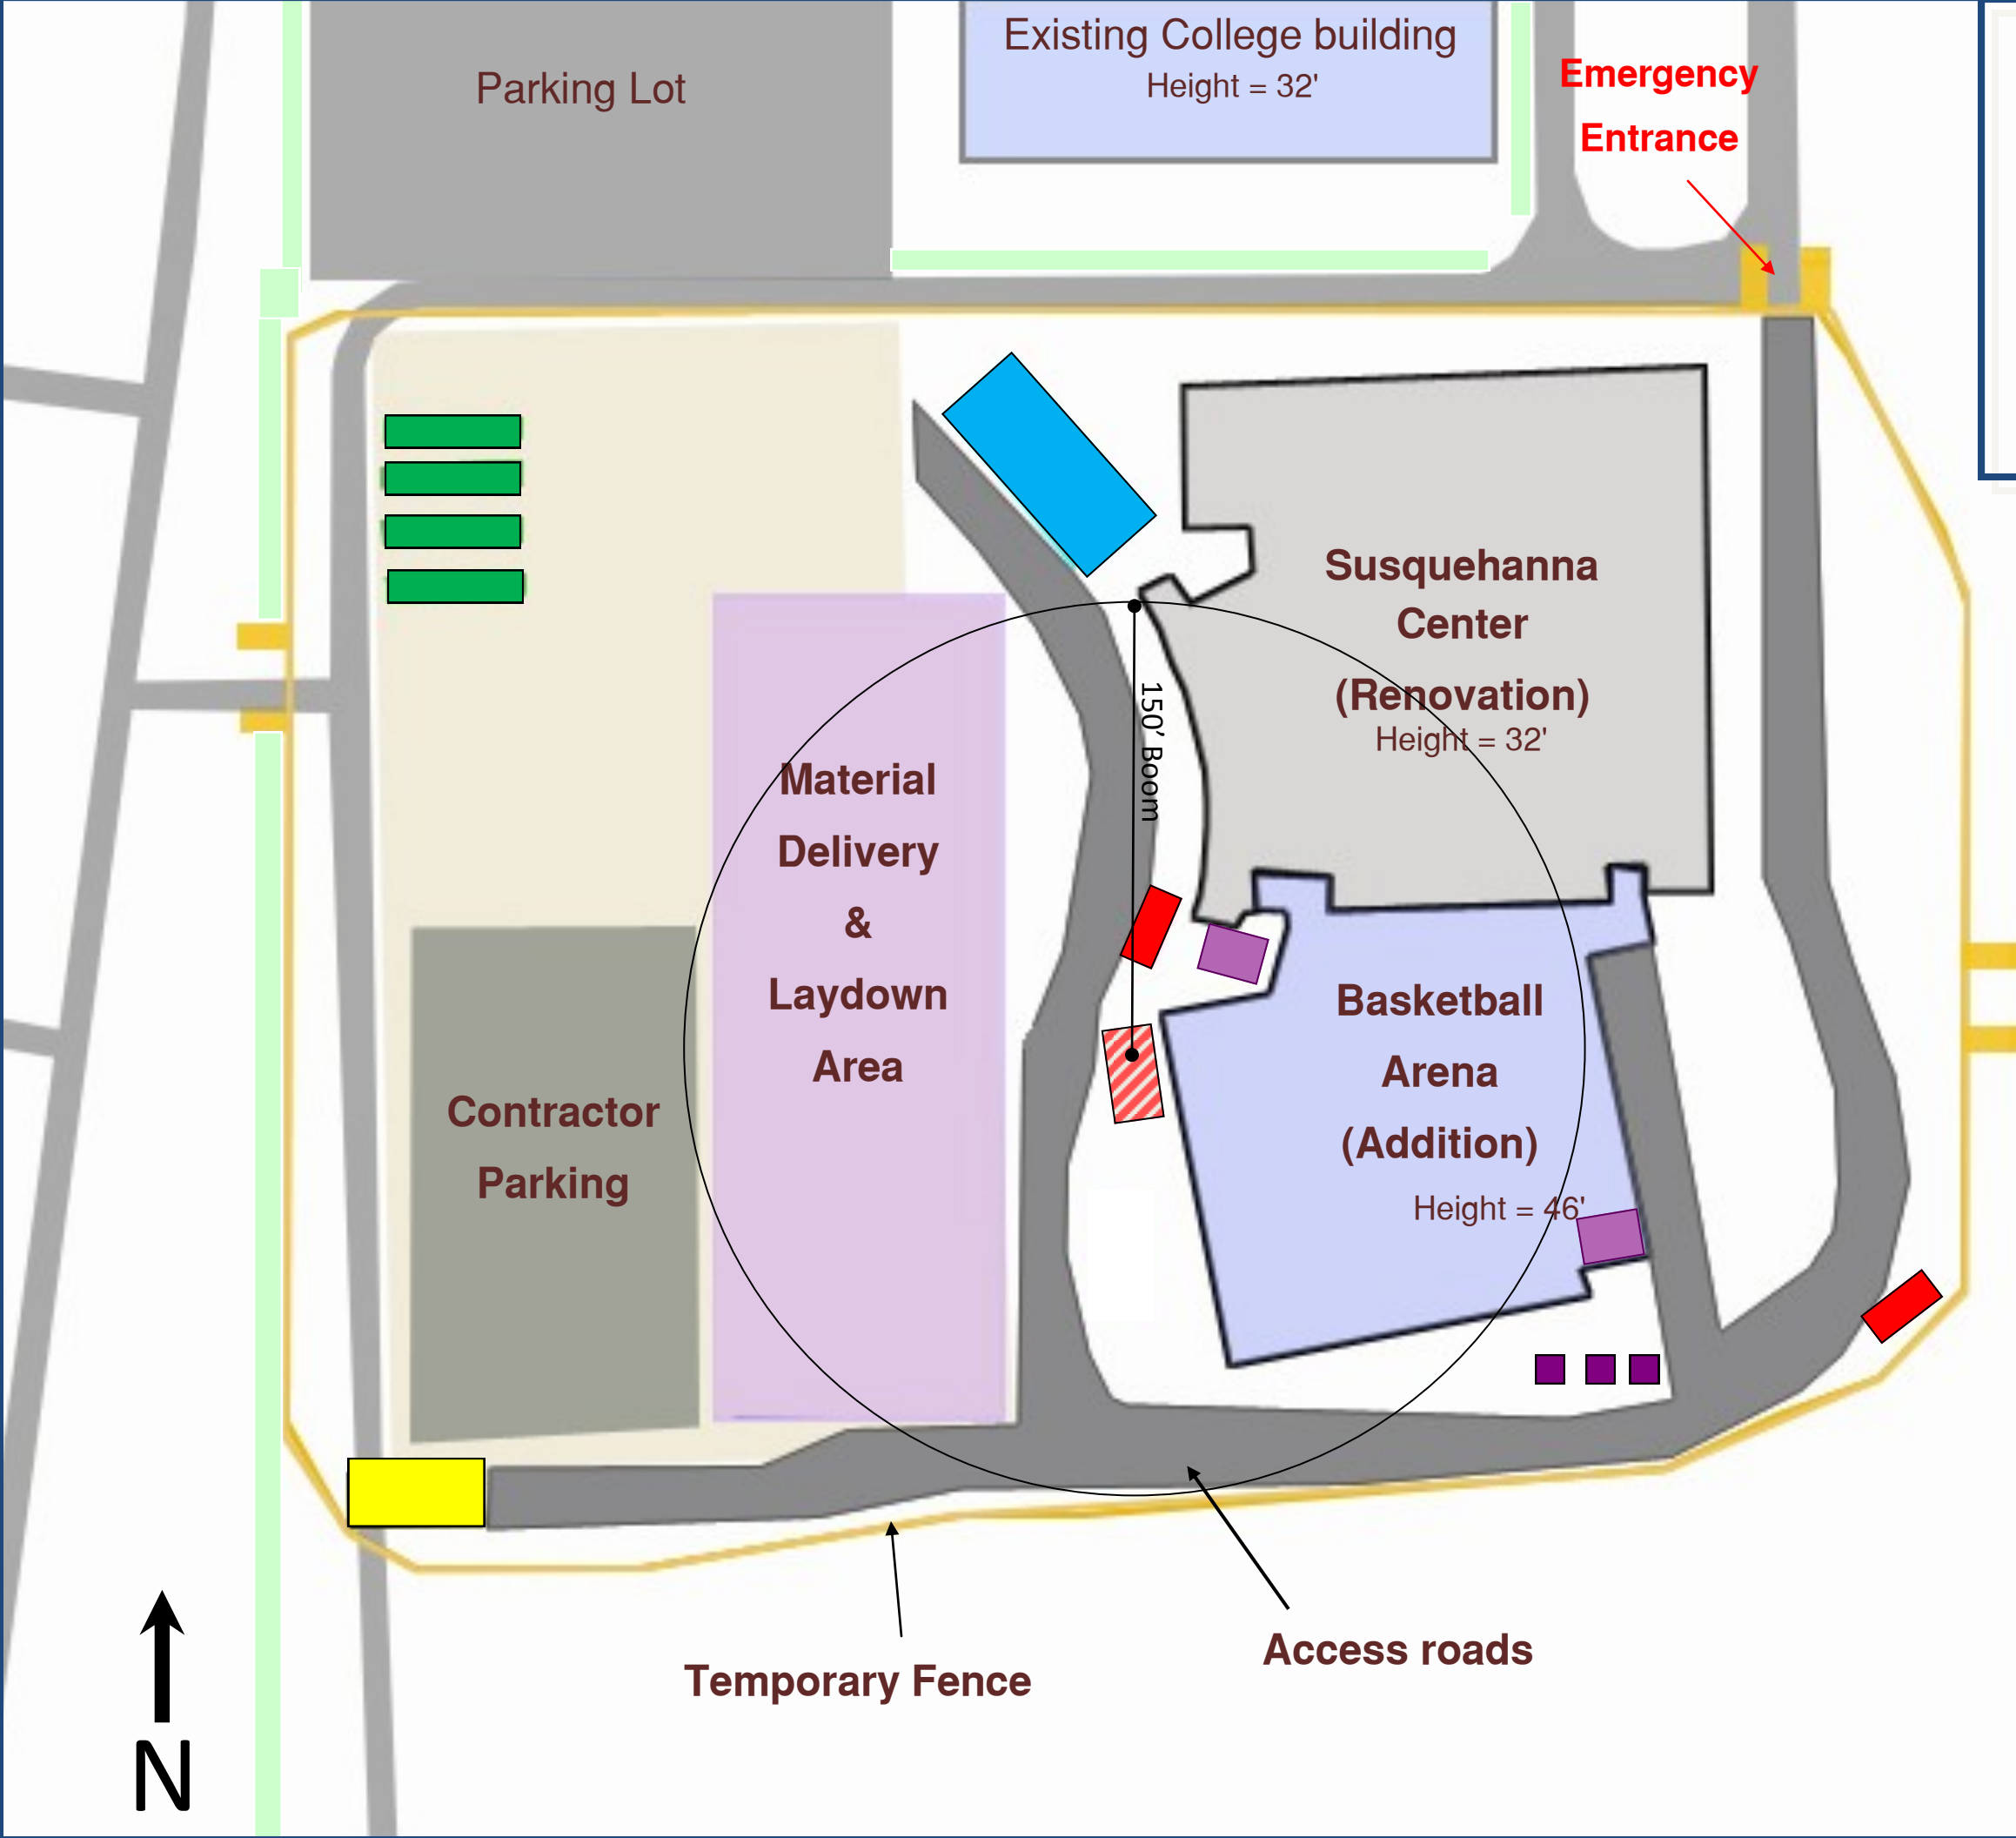 Existing College building
Height = 32'
Parking Lot
Emergency
Entrance
Susquehanna
Center
(Renovation)
Height = 32'
150' Boom
Material
Delivery
&
Laydown
Area
Basketball
Arena
(Addition)
Height = 46'
Contractor
Parking
Temporary Fence
Access roads
N